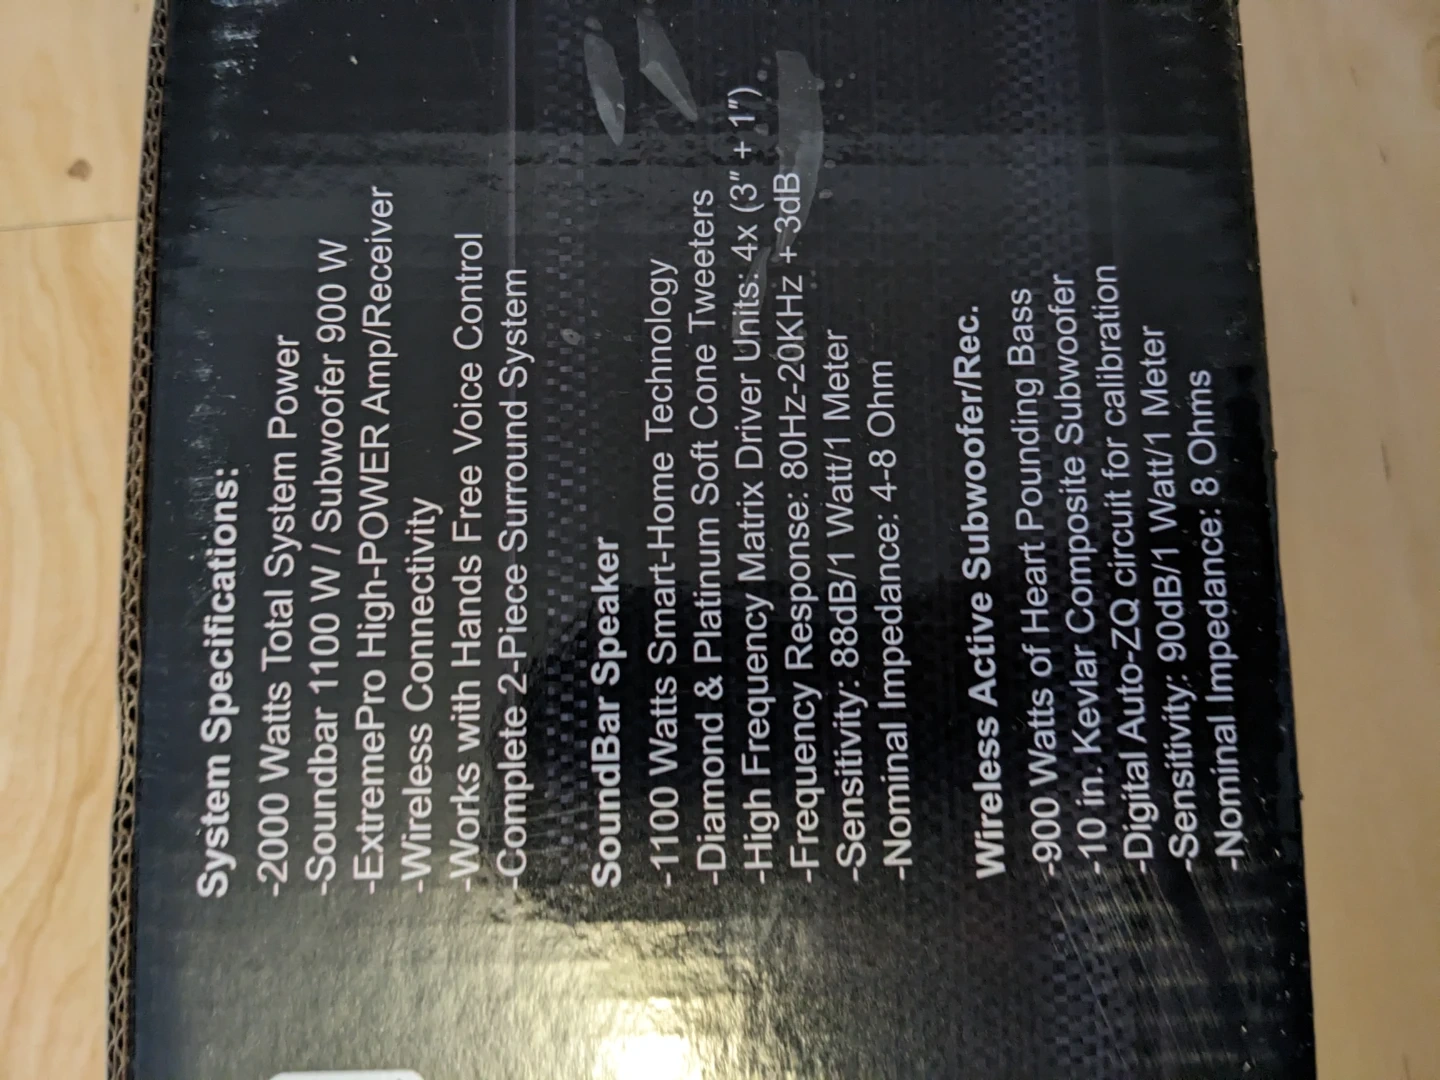 System Specifications:
-2000 Watts Total System Power
-Soundbar 1100 W / Subwoofer 900 W
-ExtremePro High-POWER Amp/Receiver
-Wireless Connectivity
-Works with Hands Free Voice Control
-Complete 2-Piece Surround System
SoundBar Speaker
-1100 Watts Smart-Home Technology
-Diamond & Platinum Soft Cone Tweeters
-High Frequency Matrix Driver Units: 4x (3" + 1")
-Frequency Response: 80Hz-20KHz + 3dB
-Sensitivity: 88dB/1 Watt/1 Meter
-Nominal Impedance: 4-8 Ohm
Wireless Active Subwoofer/Rec.
-900 Watts of Heart Pounding Bass
-10 in. Kevlar Composite Subwoofer
-Digital Auto-ZQ circuit for calibration
-Sensitivity: 90dB/1 Watt/1 Meter
-Nominal Impedance: 8 Ohms